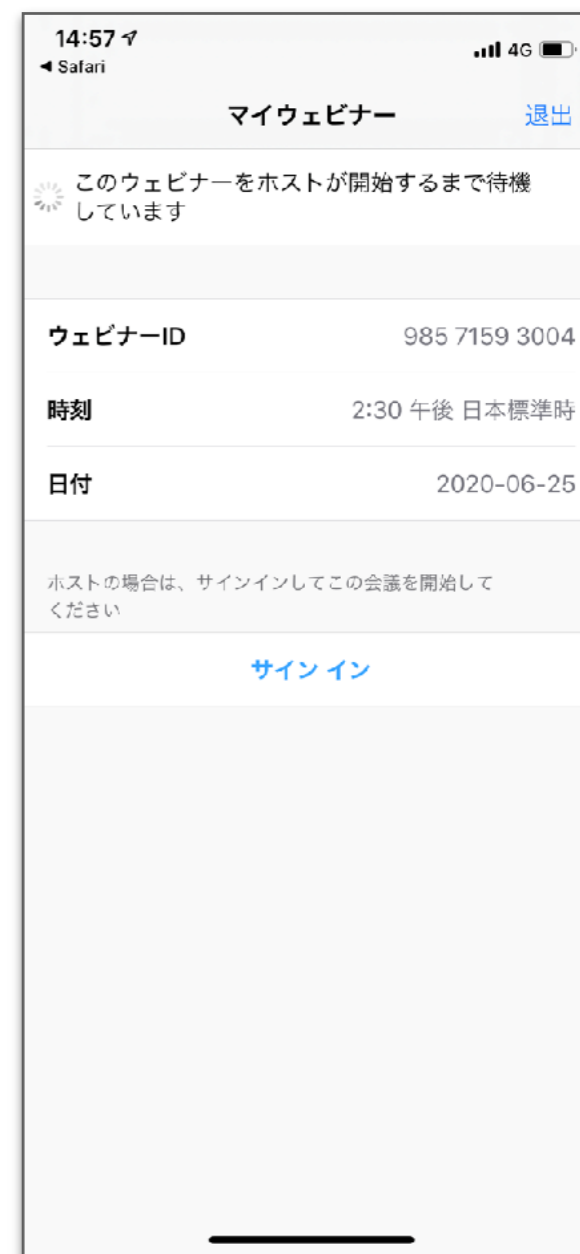 14:57
4G
◀ Safari
マイウェビナー 退出
このウェビナーをホストが開始するまで待機
しています
ウェビナーID 985 7159 3004
時刻 2:30 午後 日本標準時
日付 2020-06-25
ホストの場合は、サインインしてこの会議を開始して
ください
サイン イン